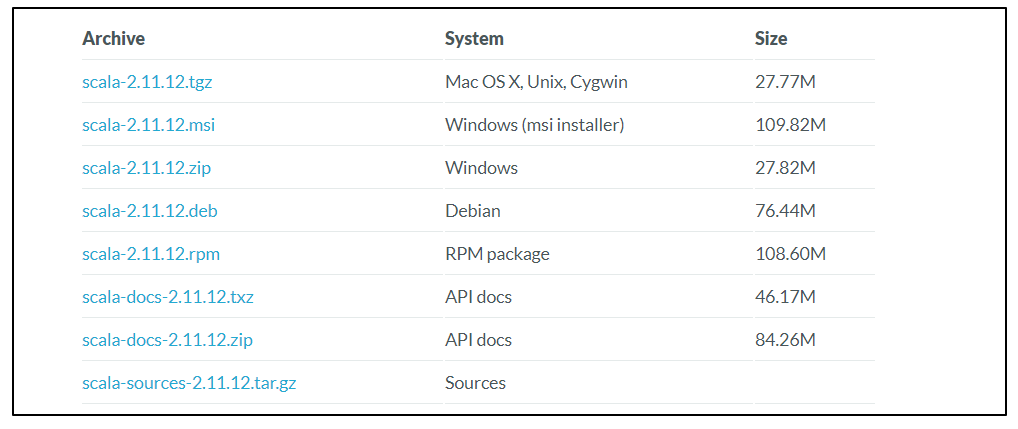 Archive System Size
scala-2.11.12.tgz Mac OS X, Unix, Cygwin 27.77M
scala-2.11.12.msi Windows (msi installer) 109.82M
scala-2.11.12.zip Windows 27.82M
scala-2.11.12.deb Debian 76.44M
scala-2.11.12.rpm RPM package 108.60M
scala-docs-2.11.12.txz API docs 46.17M
scala-docs-2.11.12.zip API docs 84.26M
scala-sources-2.11.12.tar.gz Sources